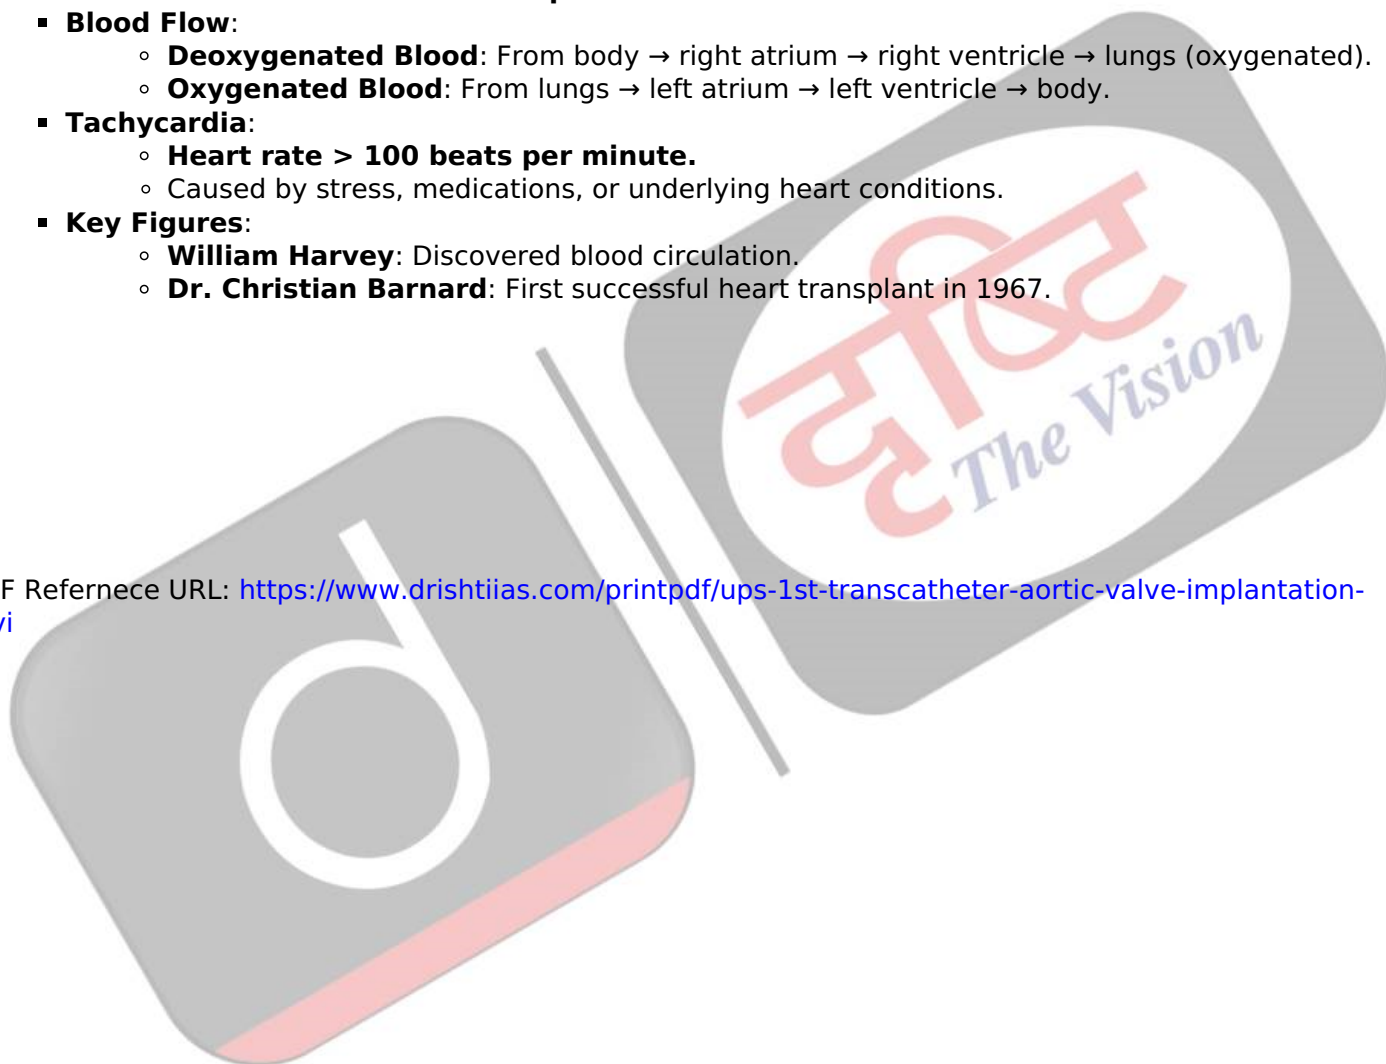 ▪ Blood Flow:
◦ Deoxygenated Blood: From body → right atrium → right ventricle → lungs (oxygenated).
◦ Oxygenated Blood: From lungs → left atrium → left ventricle → body.
▪ Tachycardia:
◦ Heart rate > 100 beats per minute.
◦ Caused by stress, medications, or underlying heart conditions.
▪ Key Figures:
◦ William Harvey: Discovered blood circulation.
◦ Dr. Christian Barnard: First successful heart transplant in 1967.
दृष्टि
The Vision
d
F Refernece URL: https://www.drishtiias.com/printpdf/ups-1st-transcatheter-aortic-valve-implantation-
vi